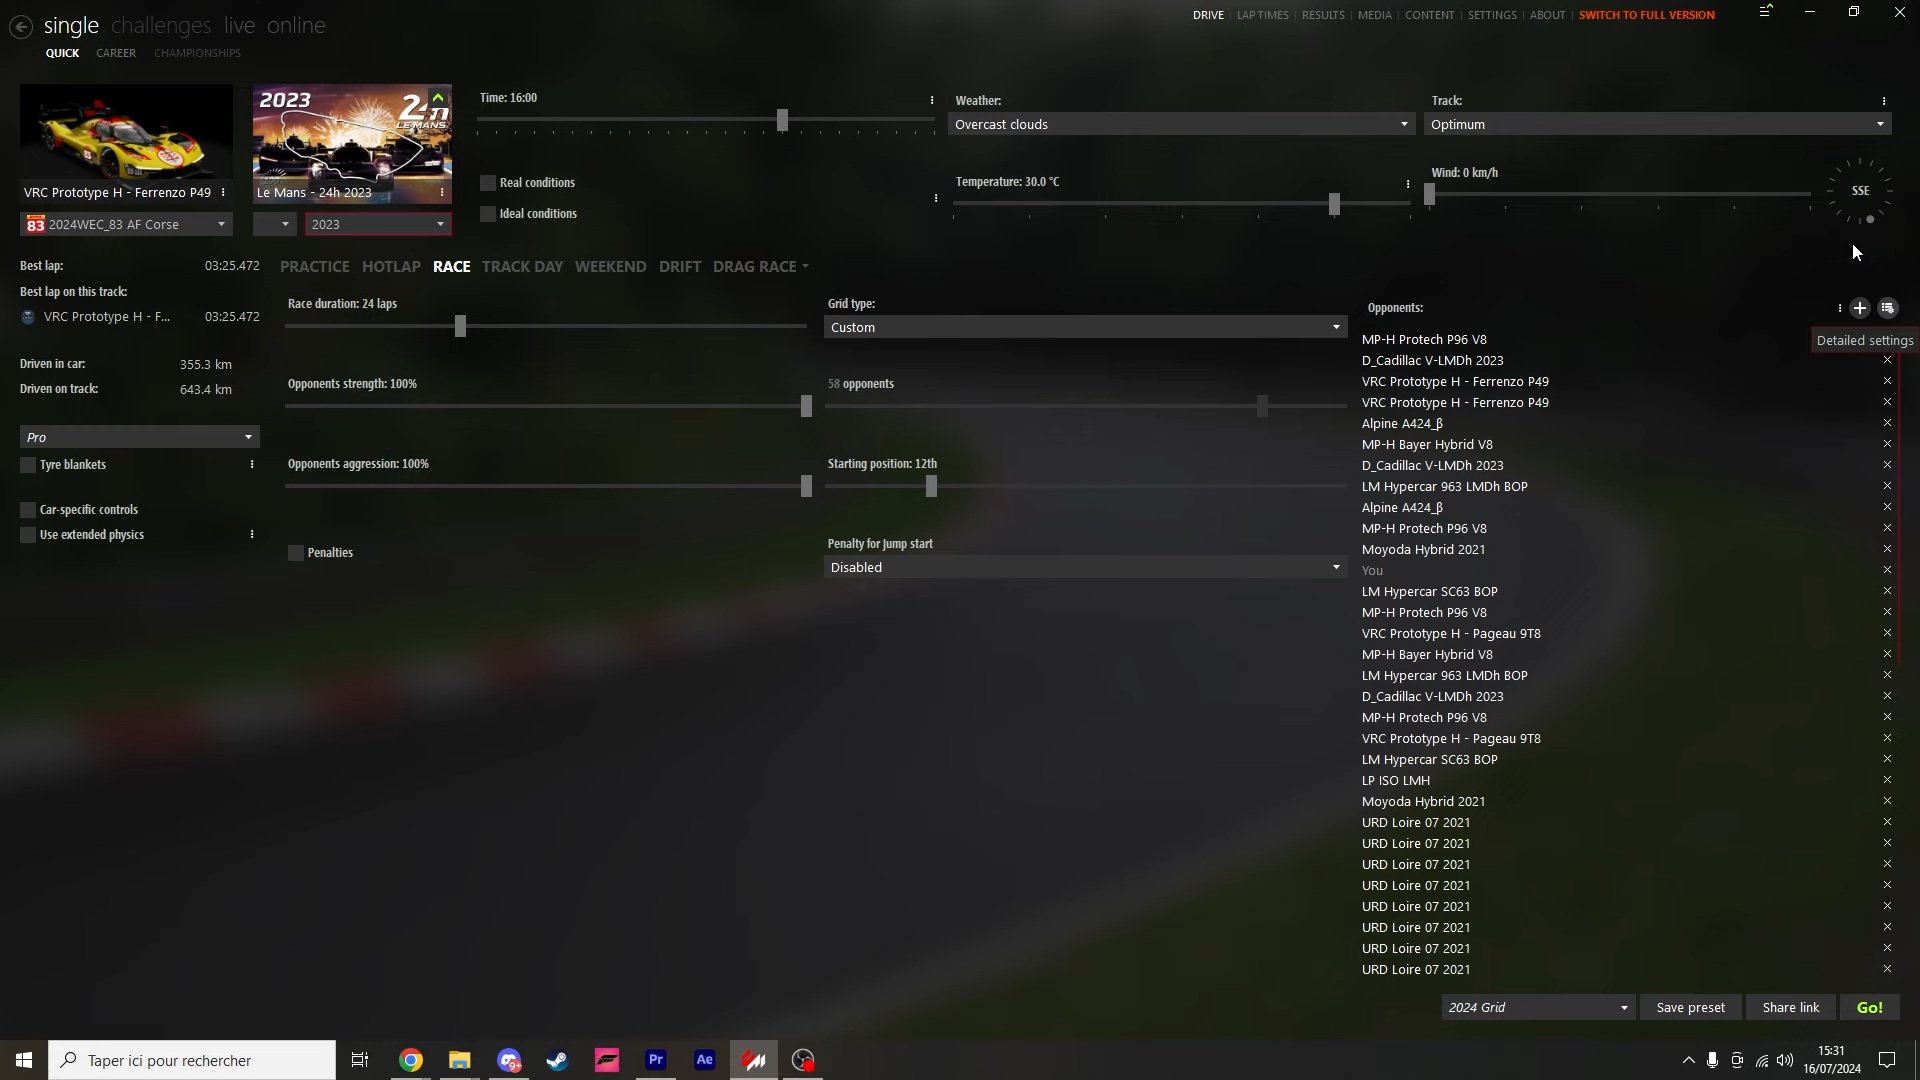 single challenges live online
DRIVE LAP TIMES RESULTS MEDIA CONTENT SETTINGS ABOUT SWITCH TO FULL VERSION
QUICK CAREER CHAMPIONSHIPS
2023
VRC Prototype H - Ferrenzo P49
Le Mans - 24h 2023
83 2024WEC_83 AF Corse
2023
Time: 16:00
Real conditions
Ideal conditions
Weather:
Overcast clouds
Temperature: 30.0 °C
Track:
Optimum
Wind: 0 km/h
SSE
Best lap: 03:25.472
Best lap on this track:
VRC Prototype H - F... 03:25.472
Driven in car: 355.3 km
Driven on track: 643.4 km
Pro
Tyre blankets
Car-specific controls
Use extended physics
PRACTICE HOTLAP RACE TRACK DAY WEEKEND DRIFT DRAG RACE
Race duration: 24 laps
Opponents strength: 100%
Opponents aggression: 100%
Penalties
Grid type:
Custom
58 opponents
Starting position: 12th
Penalty for jump start
Disabled
Opponents:
Detailed settings
MP-H Protech P96 V8
D_Cadillac V-LMDh 2023
VRC Prototype H - Ferrenzo P49
VRC Prototype H - Ferrenzo P49
Alpine A424_β
MP-H Bayer Hybrid V8
D_Cadillac V-LMDh 2023
LM Hypercar 963 LMDh BOP
Alpine A424_β
MP-H Protech P96 V8
Moyoda Hybrid 2021
You
LM Hypercar SC63 BOP
MP-H Protech P96 V8
VRC Prototype H - Pageau 9T8
MP-H Bayer Hybrid V8
LM Hypercar 963 LMDh BOP
D_Cadillac V-LMDh 2023
MP-H Protech P96 V8
VRC Prototype H - Pageau 9T8
LM Hypercar SC63 BOP
LP ISO LMH
Moyoda Hybrid 2021
URD Loire 07 2021
URD Loire 07 2021
URD Loire 07 2021
URD Loire 07 2021
URD Loire 07 2021
URD Loire 07 2021
URD Loire 07 2021
URD Loire 07 2021
2024 Grid Save preset Share link Go!
Taper ici pour rechercher
9+
Pr
Ae
15:31
16/07/2024